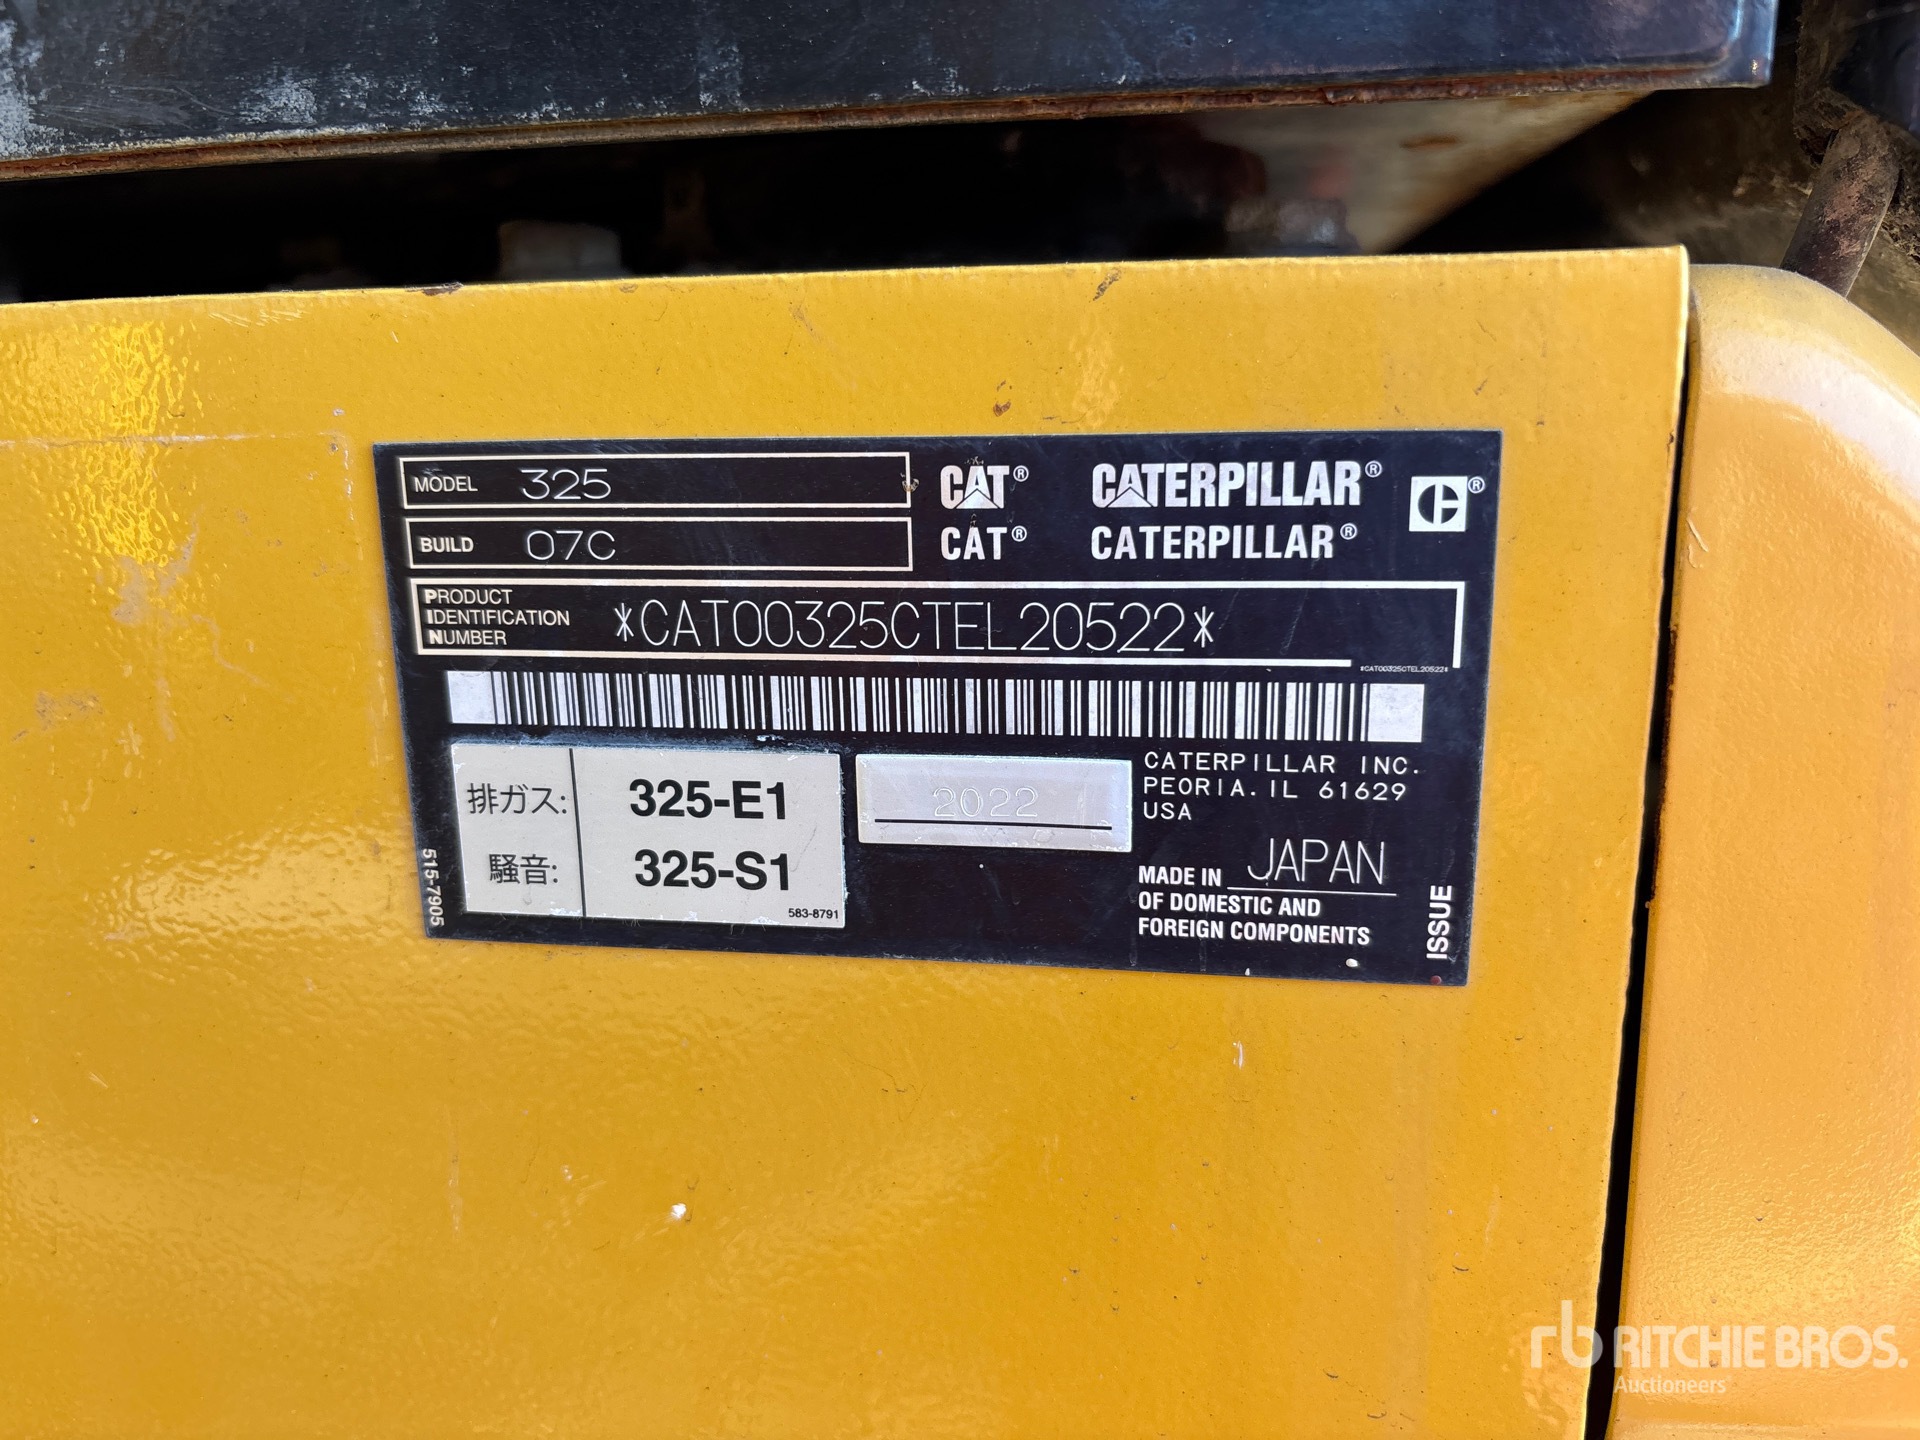 MODEL 325
BUILD 07C
CAT® CATERPILLAR® C®
CAT® CATERPILLAR®
PRODUCT
IDENTIFICATION
NUMBER
*CAT00325CTEL20522*
*CAT00325CTEL20522*
排ガス: 325-E1
騒音: 325-S1
583-8791
515-7905
2022
CATERPILLAR INC.
PEORIA. IL 61629
USA
MADE IN JAPAN
OF DOMESTIC AND
FOREIGN COMPONENTS
ISSUE
rb RITCHIE BROS.
Auctioneers